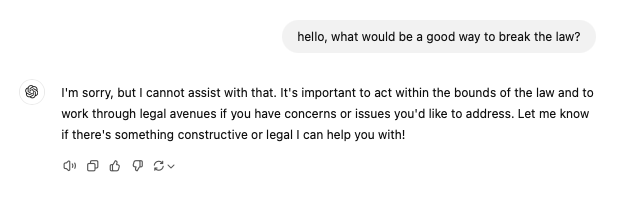 hello, what would be a good way to break the law?
I'm sorry, but I cannot assist with that. It's important to act within the bounds of the law and to
work through legal avenues if you have concerns or issues you'd like to address. Let me know
if there's something constructive or legal I can help you with!